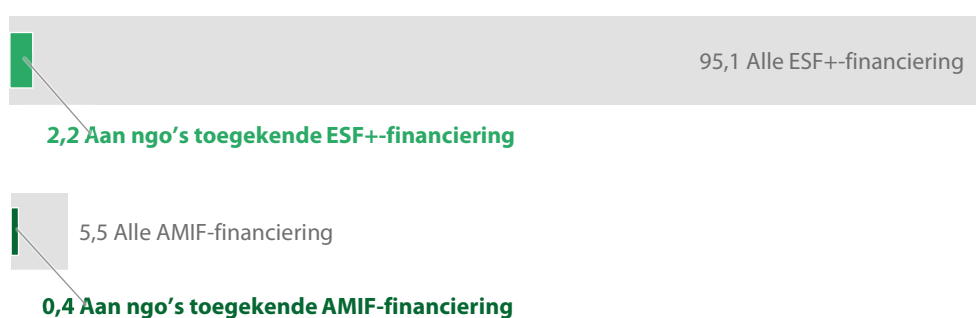 95,1 Alle ESF+-financiering
2,2 Aan ngo’s toegekende ESF+-financiering
5,5 Alle AMIF-financiering
0,4 Aan ngo’s toegekende AMIF-financiering